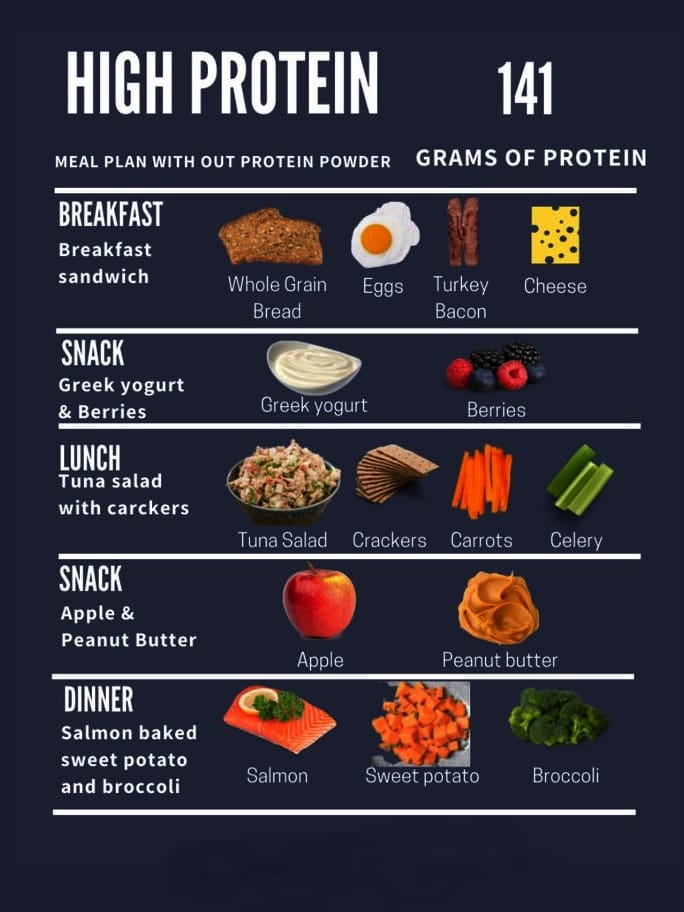 HIGH PROTEIN
141
MEAL PLAN WITH OUT PROTEIN POWDER
GRAMS OF PROTEIN
BREAKFAST
Breakfast
sandwich
Whole Grain
Bread
Eggs
Turkey
Bacon
Cheese
SNACK
Greek yogurt
& Berries
Greek yogurt
Berries
LUNCH
Tuna salad
with carckers
Tuna Salad
Crackers
Carrots
Celery
SNACK
Apple &
Peanut Butter
Apple
Peanut butter
DINNER
Salmon baked
sweet potato
and broccoli
Salmon
Sweet potato
Broccoli